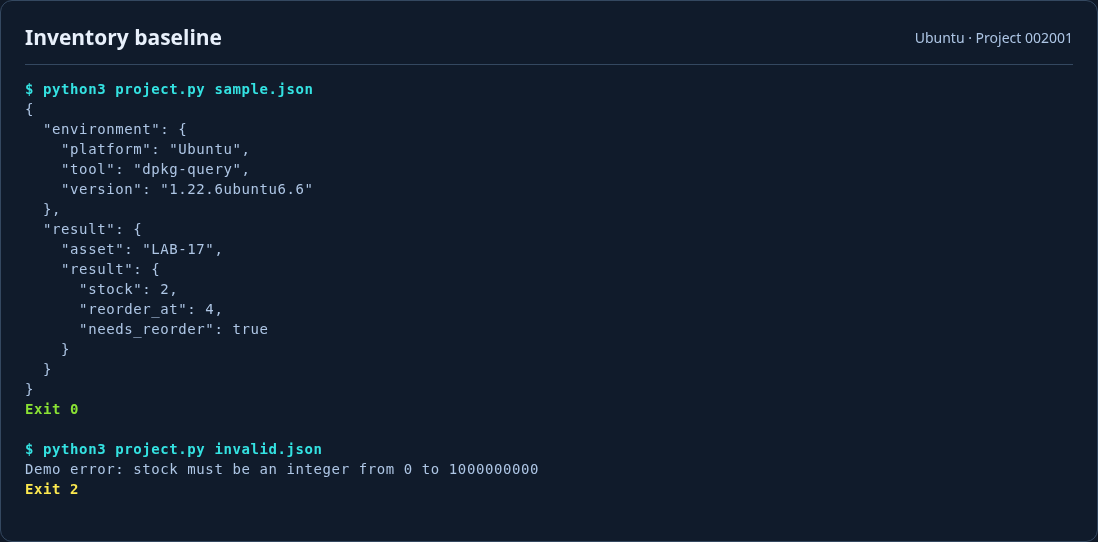 Inventory baseline
Ubuntu · Project 002001
$ python3 project.py sample.json
{
  "environment": {
    "platform": "Ubuntu",
    "tool": "dpkg-query",
    "version": "1.22.6ubuntu6.6"
  },
  "result": {
    "asset": "LAB-17",
    "result": {
      "stock": 2,
      "reorder_at": 4,
      "needs_reorder": true
    }
  }
}
Exit 0
$ python3 project.py invalid.json
Demo error: stock must be an integer from 0 to 1000000000
Exit 2